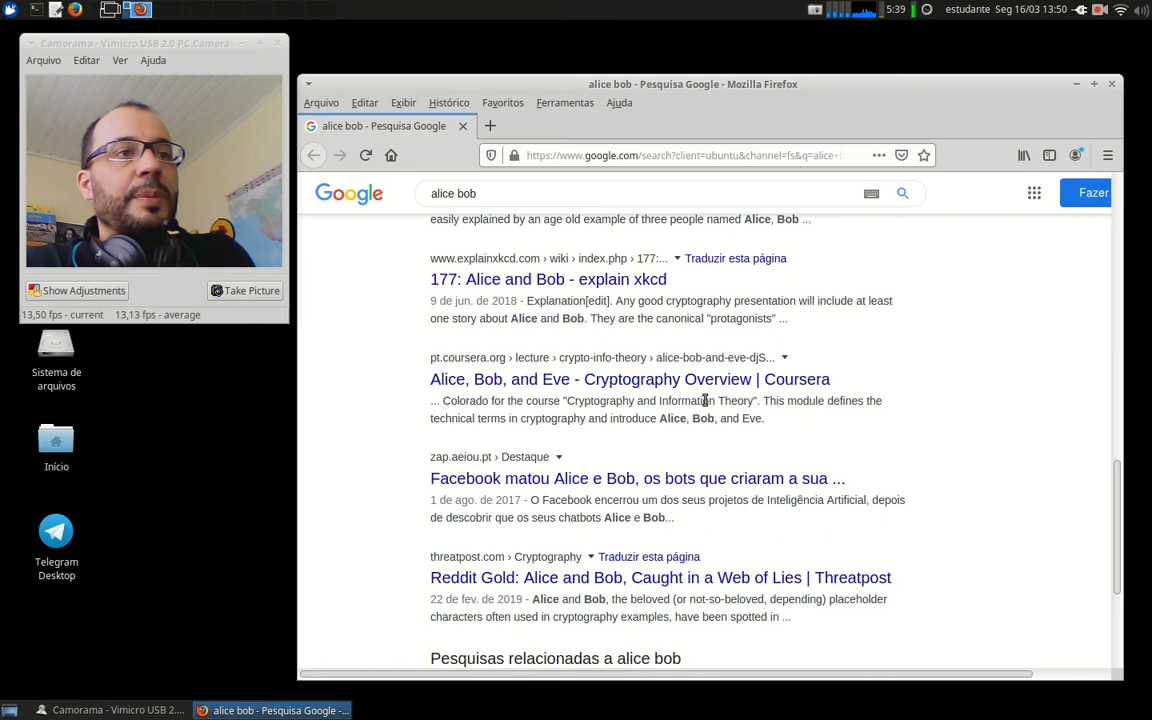 5:39
estudante Seg 16/03 13:50
Camorama - Vimicro USB 2.0 PC Camera
Arquivo Editar Ver Ajuda
Show Adjustments
Take Picture
13,50 fps - current 13,13 fps - average
Sistema de
arquivos
Início
Telegram
Desktop
alice bob - Pesquisa Google - Mozilla Firefox
Arquivo Editar Exibir Histórico Favoritos Ferramentas Ajuda
alice bob - Pesquisa Google
https://www.google.com/search?client=ubuntu&channel=fs&q=alice+
Google
alice bob
Fazer
easily explained by an age old example of three people named Alice, Bob ...
www.explainxkcd.com › wiki › index.php › 177:... Traduzir esta página
177: Alice and Bob - explain xkcd
9 de jun. de 2018 - Explanation[edit]. Any good cryptography presentation will include at least
one story about Alice and Bob. They are the canonical "protagonists" ...
pt.coursera.org › lecture › crypto-info-theory › alice-bob-and-eve-djS...
Alice, Bob, and Eve - Cryptography Overview | Coursera
... Colorado for the course "Cryptography and Information Theory". This module defines the
technical terms in cryptography and introduce Alice, Bob, and Eve.
zap.aeiou.pt › Destaque
Facebook matou Alice e Bob, os bots que criaram a sua ...
1 de ago. de 2017 - O Facebook encerrou um dos seus projetos de Inteligência Artificial, depois
de descobrir que os seus chatbots Alice e Bob...
threatpost.com › Cryptography Traduzir esta página
Reddit Gold: Alice and Bob, Caught in a Web of Lies | Threatpost
22 de fev. de 2019 - Alice and Bob, the beloved (or not-so-beloved, depending) placeholder
characters often used in cryptography examples, have been spotted in ...
Pesquisas relacionadas a alice bob
Camorama - Vimicro USB 2....
alice bob - Pesquisa Google -...